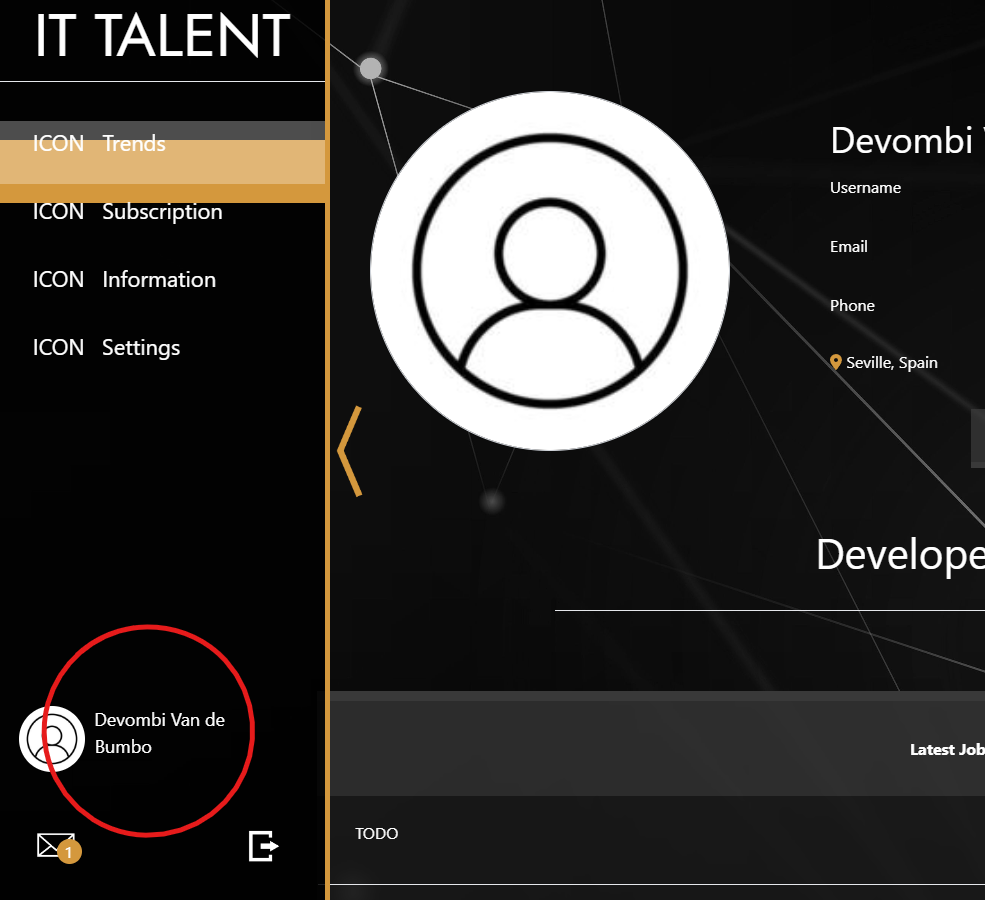 IT TALENT
ICON Trends
ICON Subscription
ICON Information
ICON Settings
Devombi Van de
Bumbo
1
Devombi
Username
Email
Phone
Seville, Spain
Develope
Latest Job
TODO